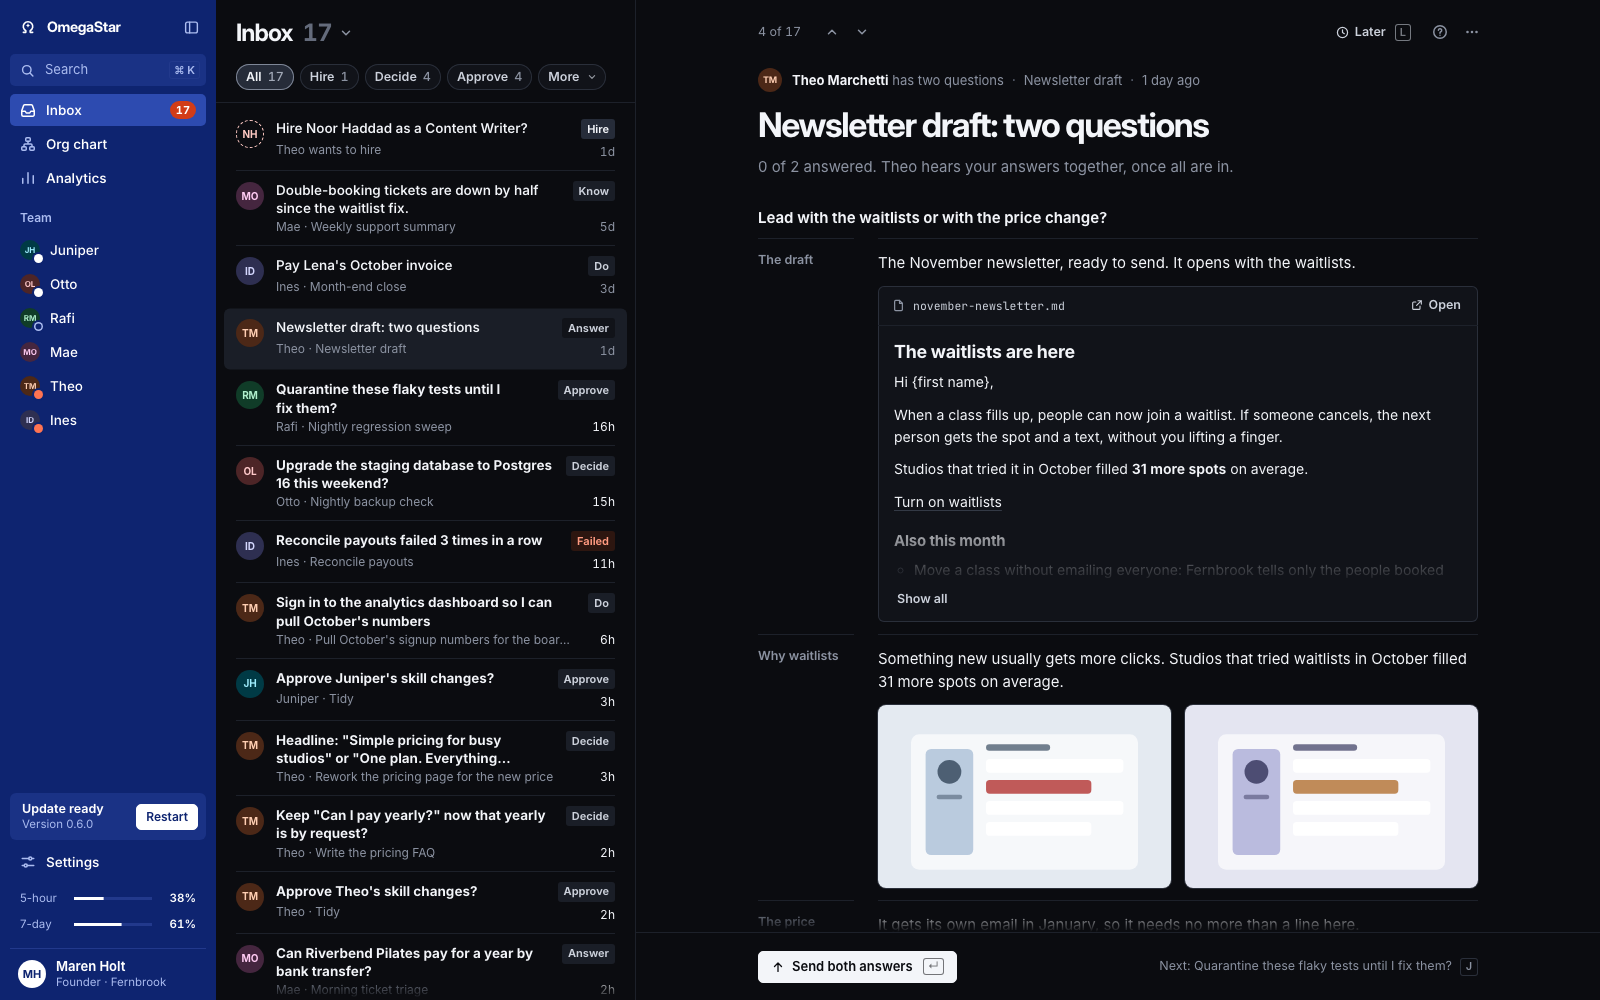 OmegaStar
Search
⌘ K
Inbox
17
Org chart
Analytics
Team
JH
Juniper
OL
Otto
RM
Rafi
MO
Mae
TM
Theo
ID
Ines
Update ready
Version 0.6.0
Restart
Settings
5-hour
38%
7-day
61%
MH
Maren Holt
Founder · Fernbrook
Inbox 17
All 17
Hire 1
Decide 4
Approve 4
More
NH
Hire Noor Haddad as a Content Writer?
Hire
Theo wants to hire
1d
MO
Double-booking tickets are down by half
since the waitlist fix.
Know
Mae · Weekly support summary
5d
ID
Pay Lena's October invoice
Do
Ines · Month-end close
3d
TM
Newsletter draft: two questions
Answer
Theo · Newsletter draft
1d
RM
Quarantine these flaky tests until I
fix them?
Approve
Rafi · Nightly regression sweep
16h
OL
Upgrade the staging database to Postgres
16 this weekend?
Decide
Otto · Nightly backup check
15h
ID
Reconcile payouts failed 3 times in a row
Failed
Ines · Reconcile payouts
11h
TM
Sign in to the analytics dashboard so I can
pull October's numbers
Do
Theo · Pull October's signup numbers for the boar...
6h
JH
Approve Juniper's skill changes?
Approve
Juniper · Tidy
3h
TM
Headline: "Simple pricing for busy
studios" or "One plan. Everything...
Decide
Theo · Rework the pricing page for the new price
3h
TM
Keep "Can I pay yearly?" now that yearly
is by request?
Decide
Theo · Write the pricing FAQ
2h
TM
Approve Theo's skill changes?
Approve
Theo · Tidy
2h
MO
Can Riverbend Pilates pay for a year by
bank transfer?
Answer
Mae · Morning ticket triage
2h
4 of 17
Later L
TM
Theo Marchetti has two questions · Newsletter draft · 1 day ago
Newsletter draft: two questions
0 of 2 answered. Theo hears your answers together, once all are in.
Lead with the waitlists or with the price change?
The draft
The November newsletter, ready to send. It opens with the waitlists.
november-newsletter.md
Open
The waitlists are here
Hi {first name},
When a class fills up, people can now join a waitlist. If someone cancels, the next
person gets the spot and a text, without you lifting a finger.
Studios that tried it in October filled 31 more spots on average.
Turn on waitlists
Also this month
Move a class without emailing everyone: Fernbrook tells only the people booked
Show all
Why waitlists
Something new usually gets more clicks. Studios that tried waitlists in October filled
31 more spots on average.
The price
It gets its own email in January, so it needs no more than a line here.
Send both answers
Next: Quarantine these flaky tests until I fix them? J